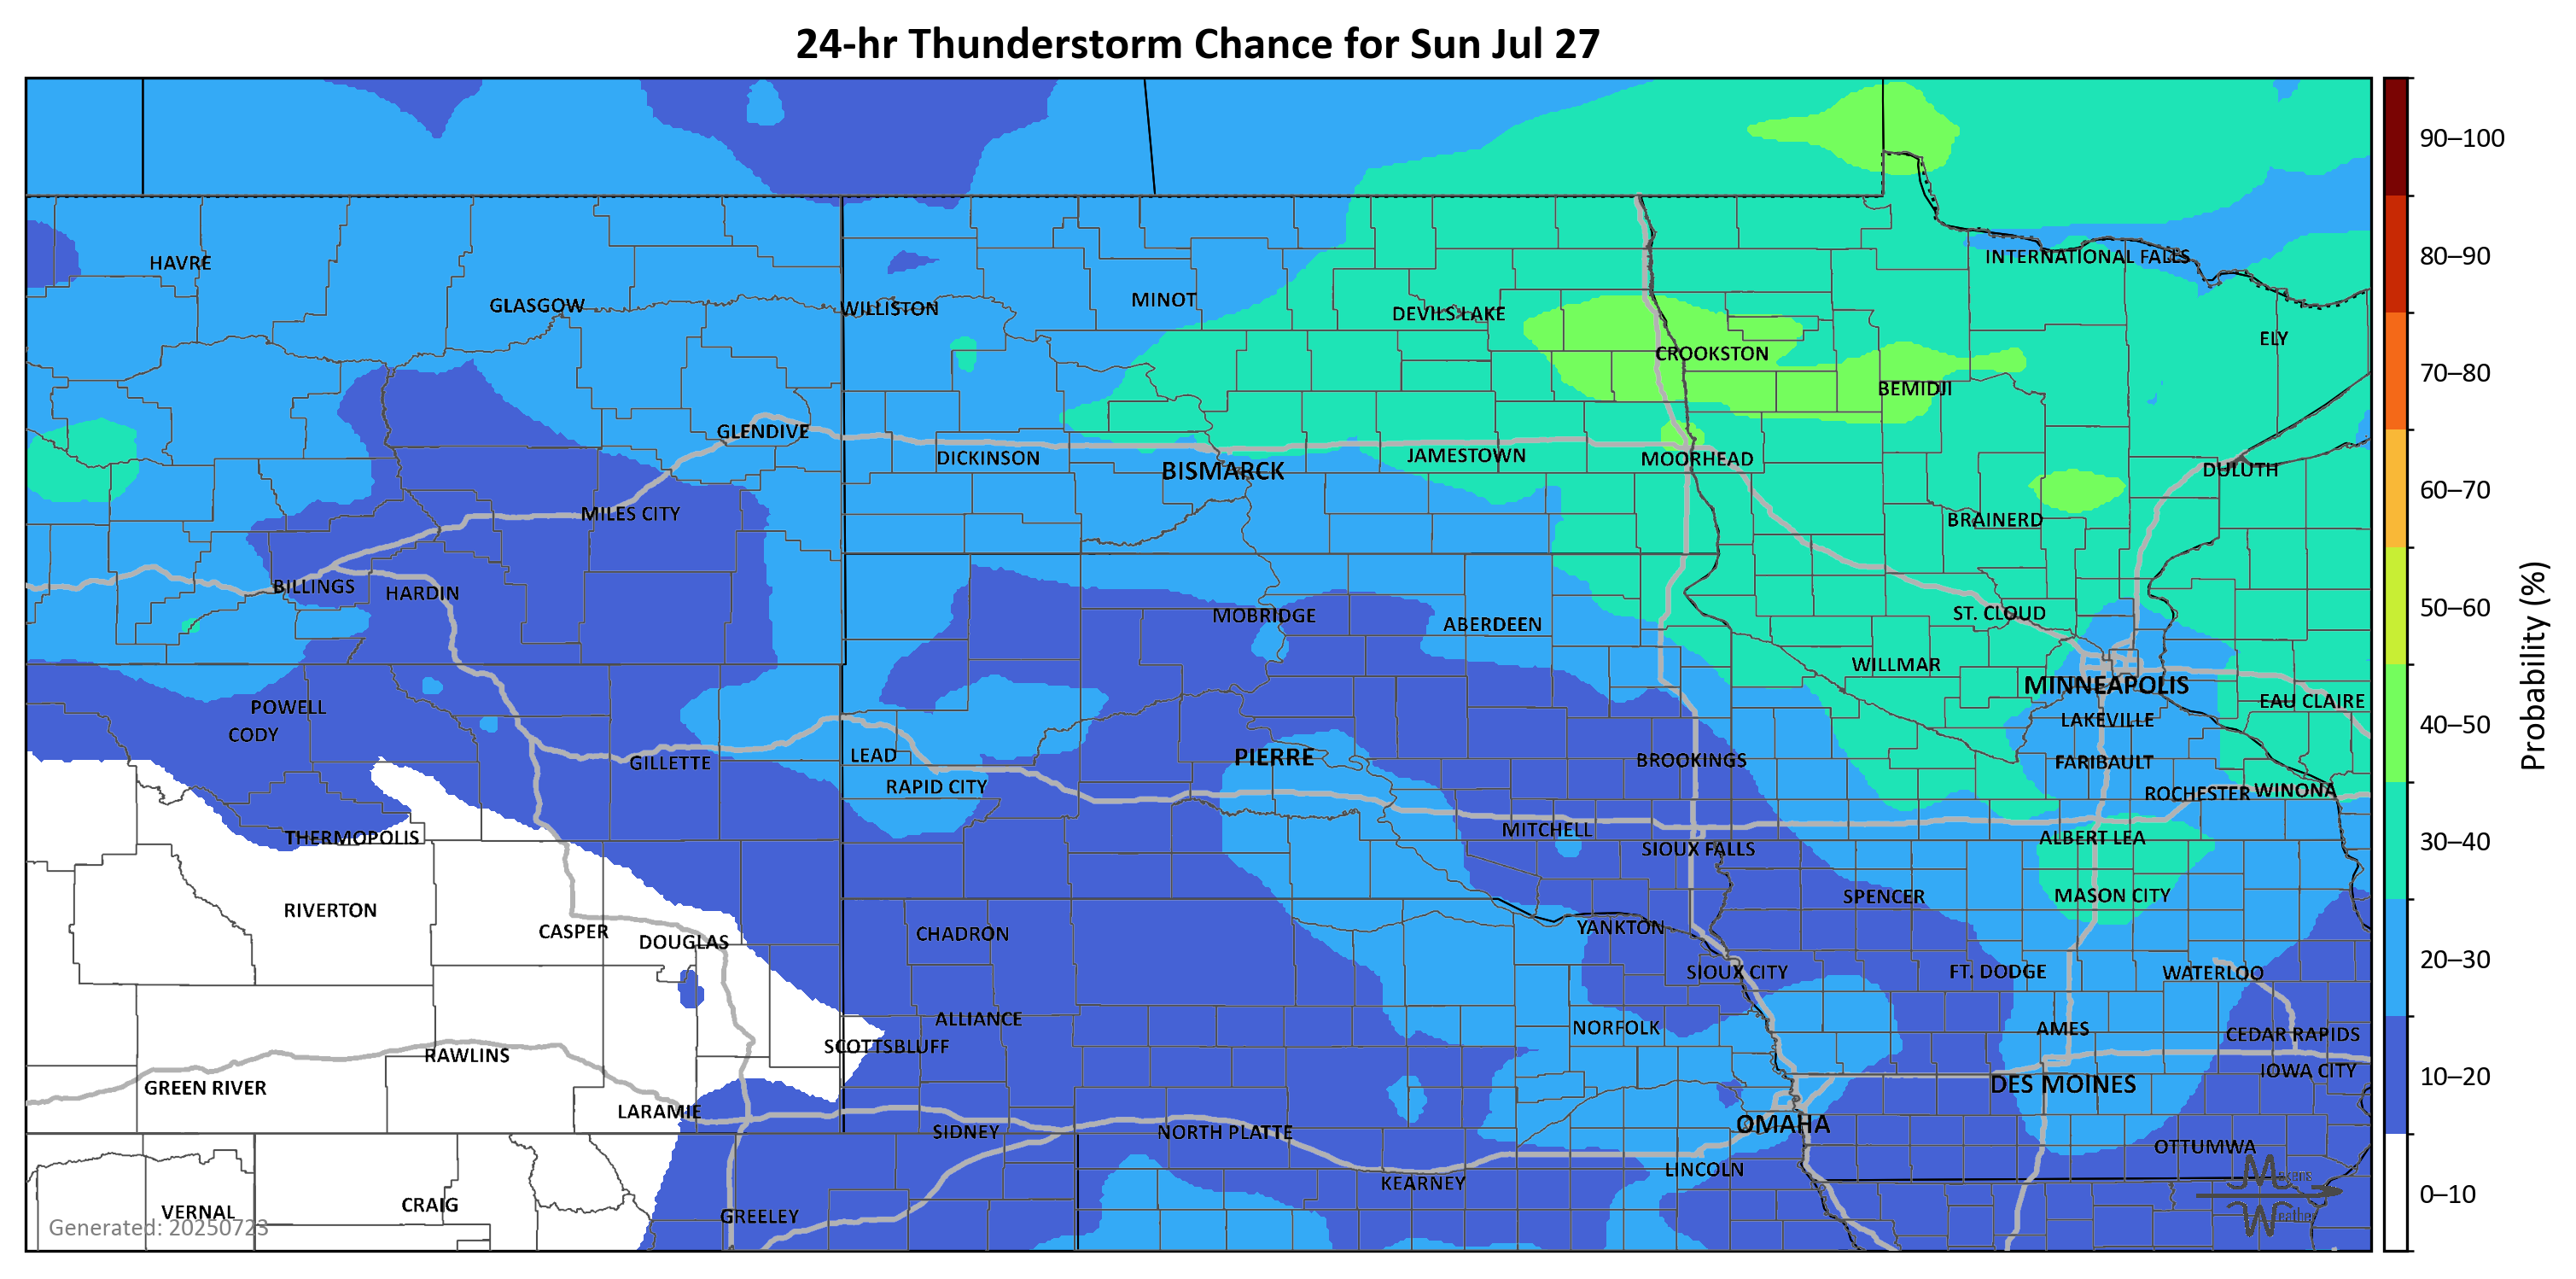 24-hr Thunderstorm Chance for Sun Jul 27
90–100
80–90
70–80
60–70
50–60
40–50
30–40
20–30
10–20
0–10
Probability (%)
HAVRE
GLASGOW
WILLISTON
MINOT
DEVILS LAKE
INTERNATIONAL FALLS
ELY
CROOKSTON
BEMIDJI
GLENDIVE
DICKINSON
BISMARCK
JAMESTOWN
MOORHEAD
DULUTH
MILES CITY
BRAINERD
BILLINGS
HARDIN
MOBRIDGE
ABERDEEN
ST. CLOUD
WILLMAR
MINNEAPOLIS
EAU CLAIRE
POWELL
CODY
LAKEVILLE
GILLETTE
LEAD
PIERRE
BROOKINGS
FARIBAULT
RAPID CITY
ROCHESTER
WINONA
THERMOPOLIS
MITCHELL
SIOUX FALLS
ALBERT LEA
RIVERTON
SPENCER
MASON CITY
CASPER
DOUGLAS
CHADRON
YANKTON
SIOUX CITY
FT. DODGE
WATERLOO
ALLIANCE
NORFOLK
AMES
CEDAR RAPIDS
SCOTTSBLUFF
RAWLINS
GREEN RIVER
DES MOINES
IOWA CITY
LARAMIE
SIDNEY
NORTH PLATTE
OMAHA
OTTUMWA
LINCOLN
KEARNEY
VERNAL
CRAIG
GREELEY
Generated: 20250723
Makens
Weather